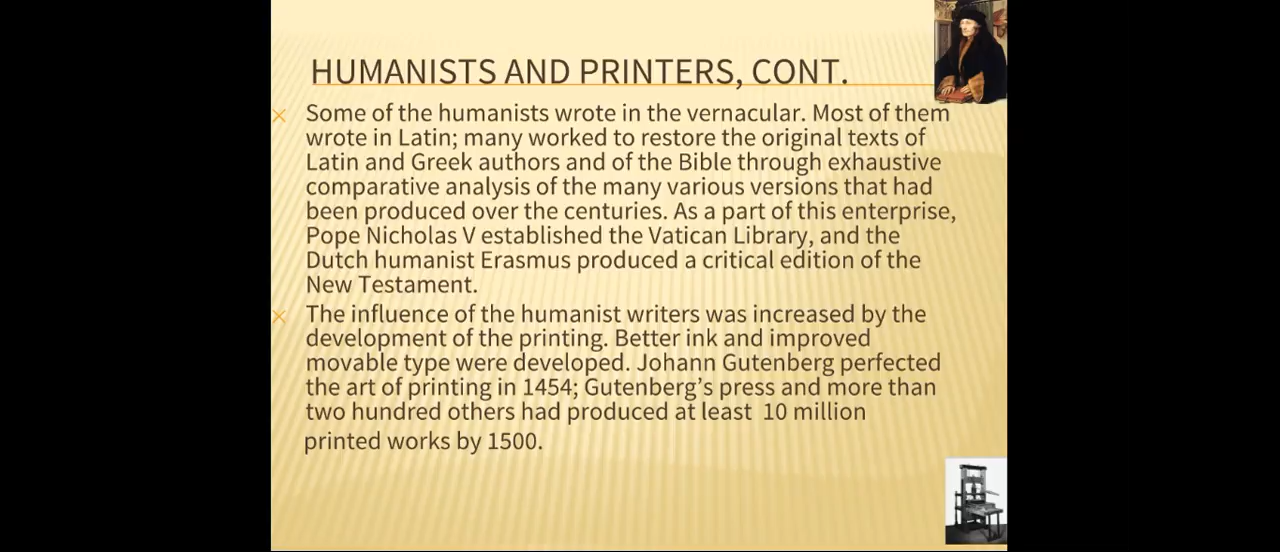 HUMANISTS AND PRINTERS, CONT.
Some of the humanists wrote in the vernacular. Most of them
wrote in Latin; many worked to restore the original texts of
Latin and Greek authors and of the Bible through exhaustive
comparative analysis of the many various versions that had
been produced over the centuries. As a part of this enterprise,
Pope Nicholas V established the Vatican Library, and the
Dutch humanist Erasmus produced a critical edition of the
New Testament.
The influence of the humanist writers was increased by the
development of the printing. Better ink and improved
movable type were developed. Johann Gutenberg perfected
the art of printing in 1454; Gutenberg’s press and more than
two hundred others had produced at least  10 million
printed works by 1500.